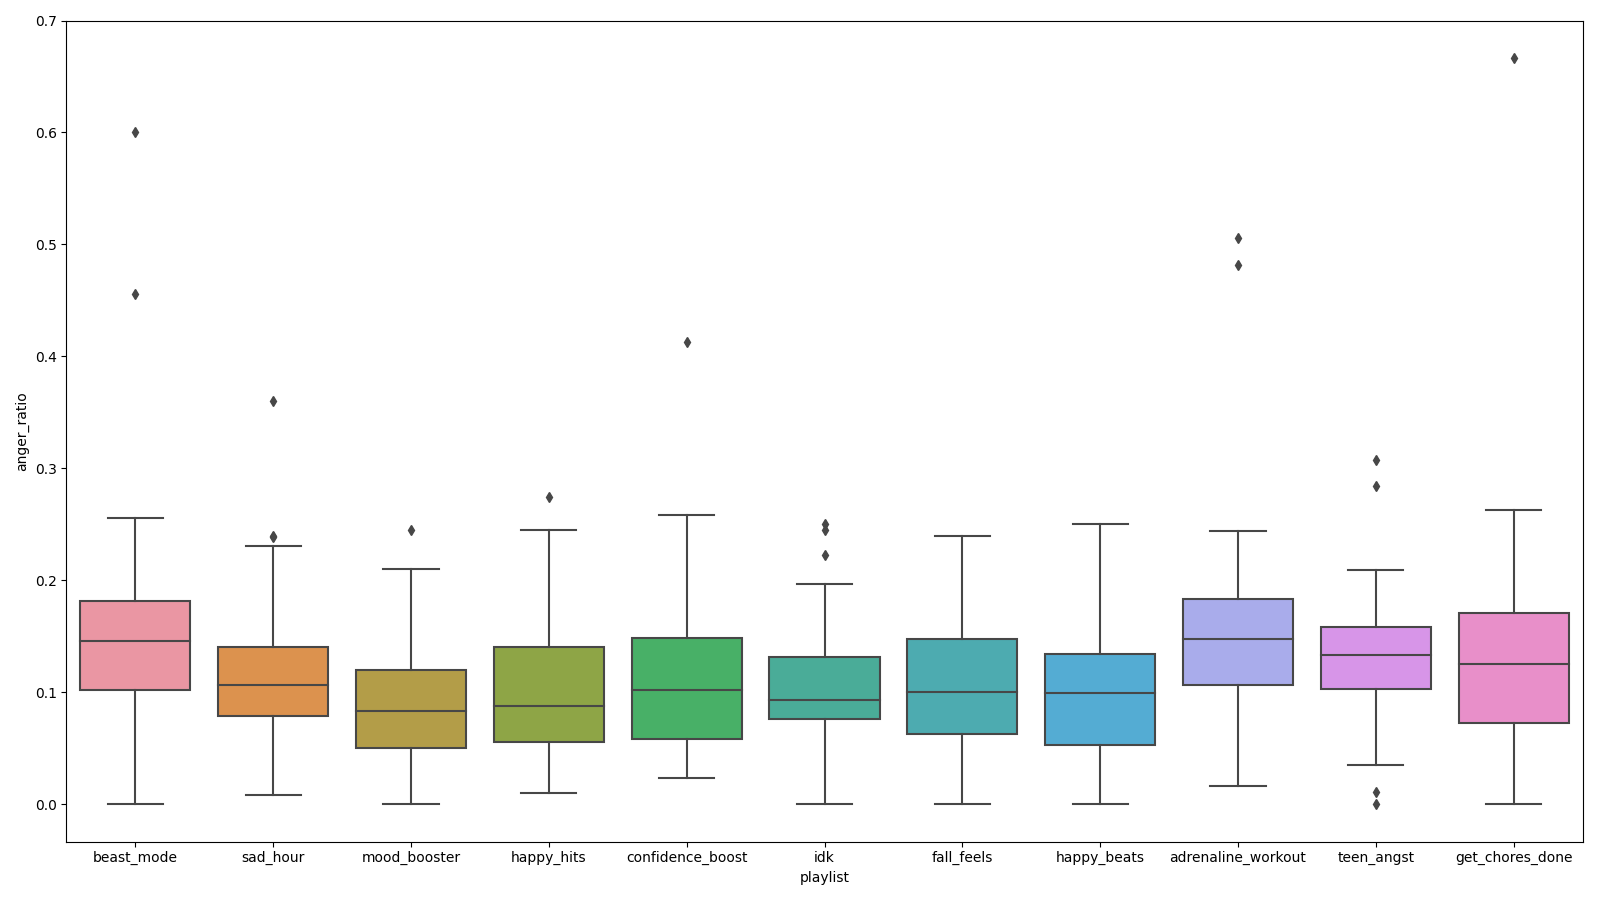 0.7
0.6
0.5
0.4
0.3
0.2
0.1
0.0
anger_ratio
beast_mode sad_hour mood_booster happy_hits confidence_boost idk fall_feels happy_beats adrenaline_workout teen_angst get_chores_done
playlist